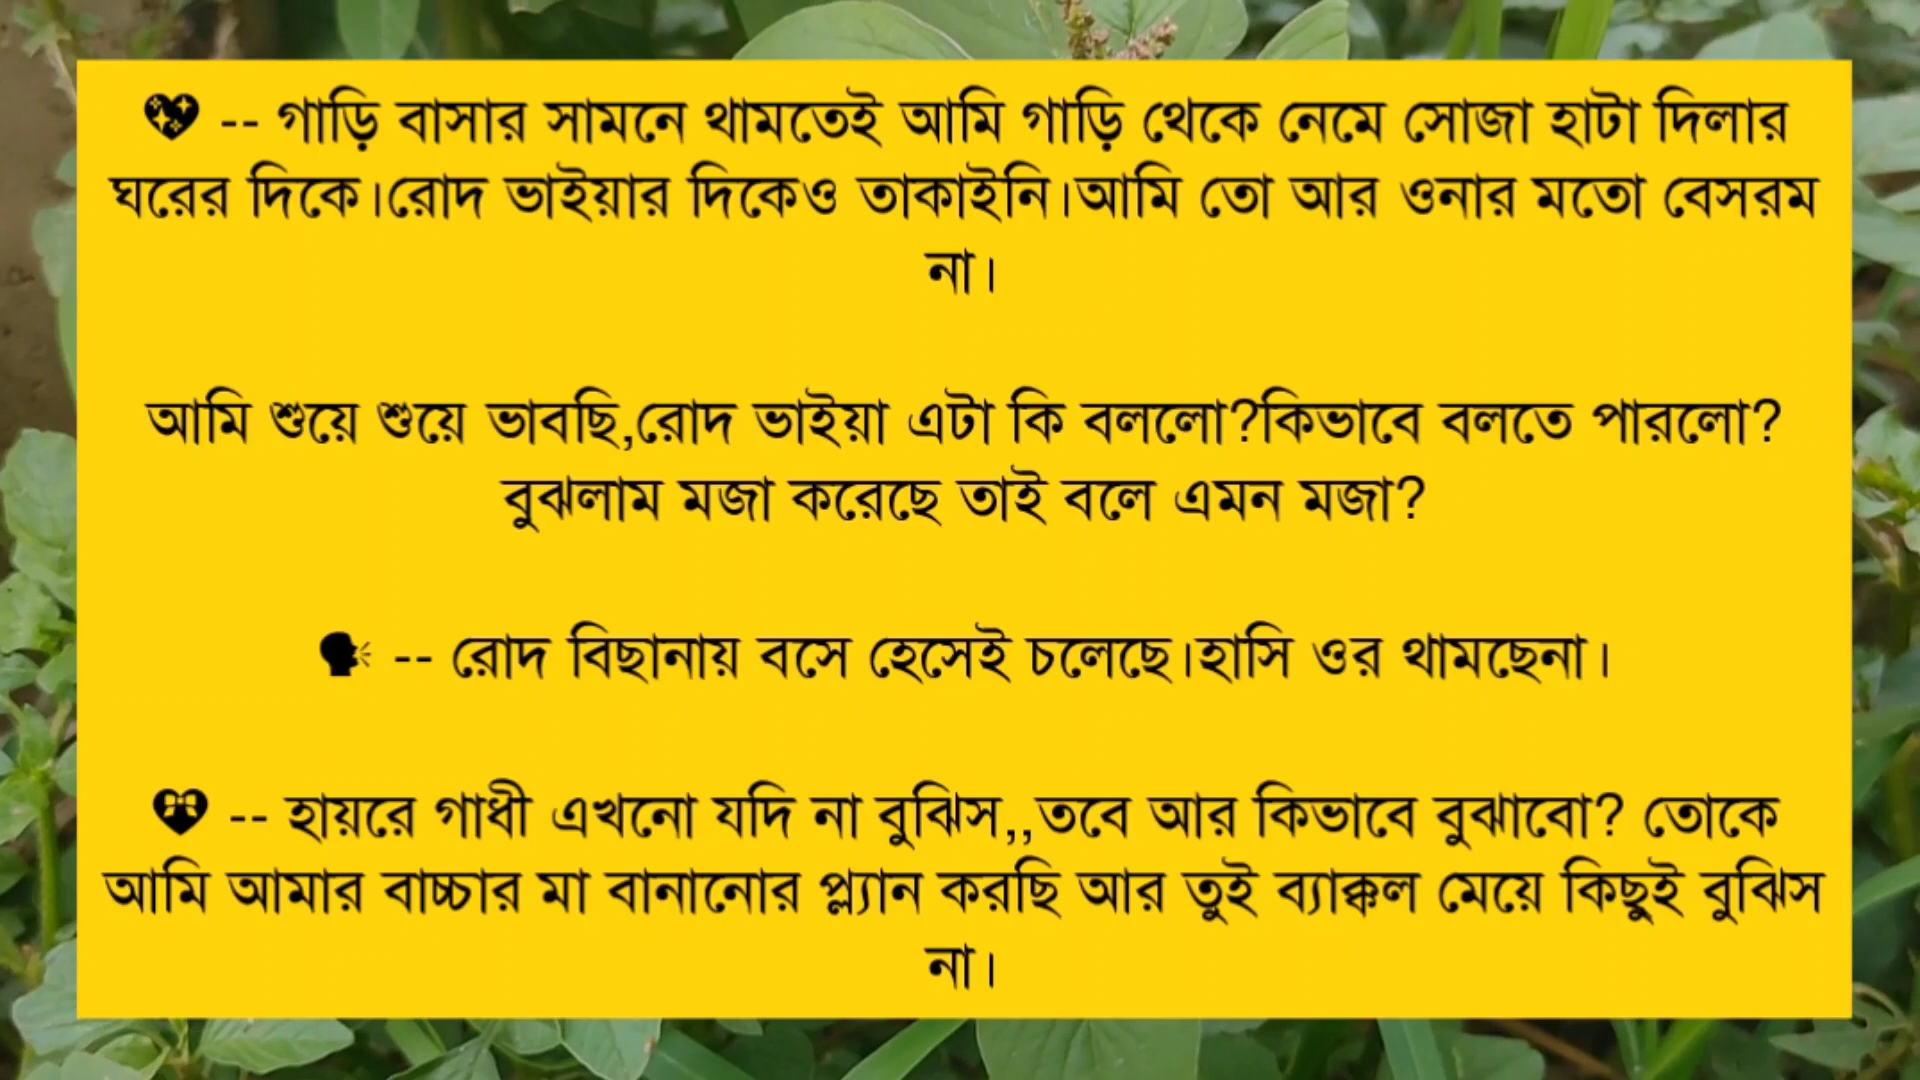 💖 -- গাড়ি বাসার সামনে থামতেই আমি গাড়ি থেকে নেমে সোজা হাটা দিলার
ঘরের দিকে।রোদ ভাইয়ার দিকেও তাকাইনি।আমি তো আর ওনার মতো বেসরম
না।
আমি শুয়ে শুয়ে ভাবছি,রোদ ভাইয়া এটা কি বললো?কিভাবে বলতে পারলো?
বুঝলাম মজা করেছে তাই বলে এমন মজা?
🗣 -- রোদ বিছানায় বসে হেসেই চলেছে।হাসি ওর থামছেনা।
💝 -- হায়রে গাধী এখনো যদি না বুঝিস,,তবে আর কিভাবে বুঝাবো? তোকে
আমি আমার বাচ্চার মা বানানোর প্ল্যান করছি আর তুই ব্যাক্কল মেয়ে কিছুই বুঝিস
না।